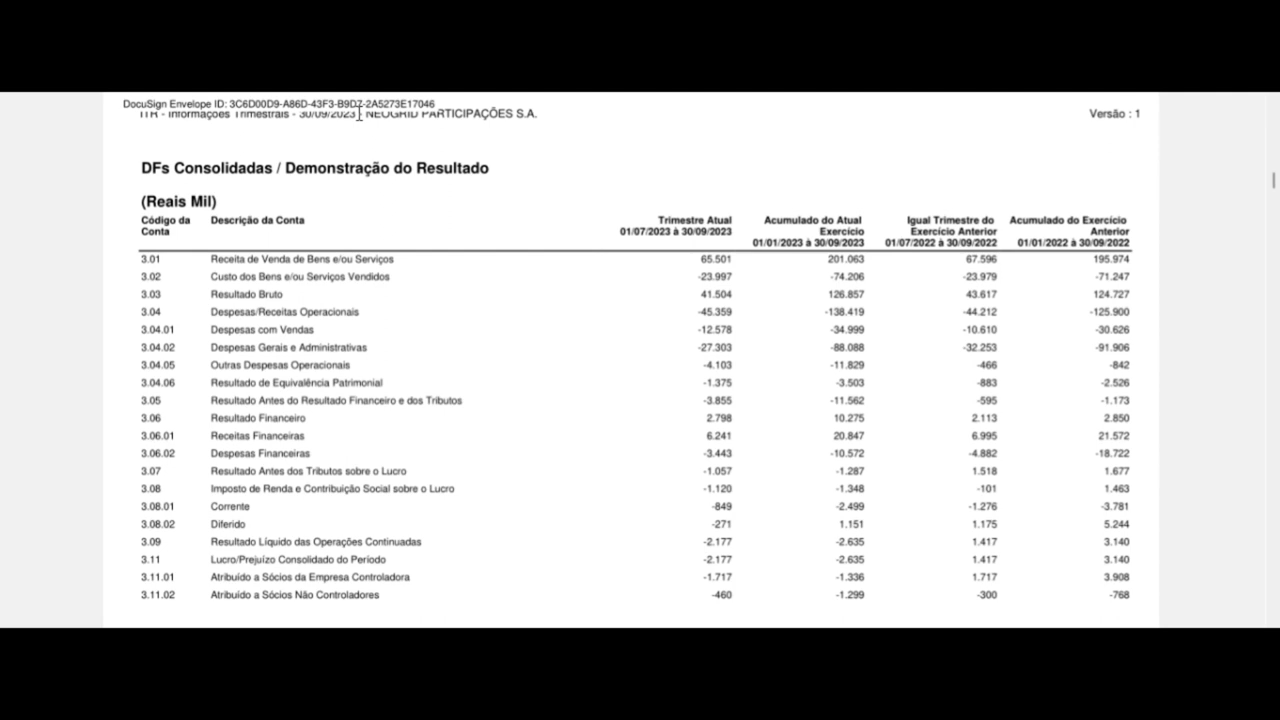 DocuSign Envelope ID: 3C6D00D9-A86D-43F3-B9D7-2A5273E17046
ITR - Informações Trimestrais - 30/09/2023 - NEOGRID PARTICIPAÇÕES S.A. Versão : 1
DFs Consolidadas / Demonstração do Resultado
(Reais Mil)
Código da Conta Descrição da Conta Trimestre Atual 01/07/2023 à 30/09/2023 Acumulado do Atual Exercício 01/01/2023 à 30/09/2023 Igual Trimestre do Exercício Anterior 01/07/2022 à 30/09/2022 Acumulado do Exercício Anterior 01/01/2022 à 30/09/2022
3.01 Receita de Venda de Bens e/ou Serviços 65.501 201.063 67.596 195.974
3.02 Custo dos Bens e/ou Serviços Vendidos -23.997 -74.206 -23.979 -71.247
3.03 Resultado Bruto 41.504 126.857 43.617 124.727
3.04 Despesas/Receitas Operacionais -45.359 -138.419 -44.212 -125.900
3.04.01 Despesas com Vendas -12.578 -34.999 -10.610 -30.626
3.04.02 Despesas Gerais e Administrativas -27.303 -88.088 -32.253 -91.906
3.04.05 Outras Despesas Operacionais -4.103 -11.829 -466 -842
3.04.06 Resultado de Equivalência Patrimonial -1.375 -3.503 -883 -2.526
3.05 Resultado Antes do Resultado Financeiro e dos Tributos -3.855 -11.562 -595 -1.173
3.06 Resultado Financeiro 2.798 10.275 2.113 2.850
3.06.01 Receitas Financeiras 6.241 20.847 6.995 21.572
3.06.02 Despesas Financeiras -3.443 -10.572 -4.882 -18.722
3.07 Resultado Antes dos Tributos sobre o Lucro -1.057 -1.287 1.518 1.677
3.08 Imposto de Renda e Contribuição Social sobre o Lucro -1.120 -1.348 -101 1.463
3.08.01 Corrente -849 -2.499 -1.276 -3.781
3.08.02 Diferido -271 1.151 1.175 5.244
3.09 Resultado Líquido das Operações Continuadas -2.177 -2.635 1.417 3.140
3.11 Lucro/Prejuízo Consolidado do Período -2.177 -2.635 1.417 3.140
3.11.01 Atribuído a Sócios da Empresa Controladora -1.717 -1.336 1.717 3.908
3.11.02 Atribuído a Sócios Não Controladores -460 -1.299 -300 -768